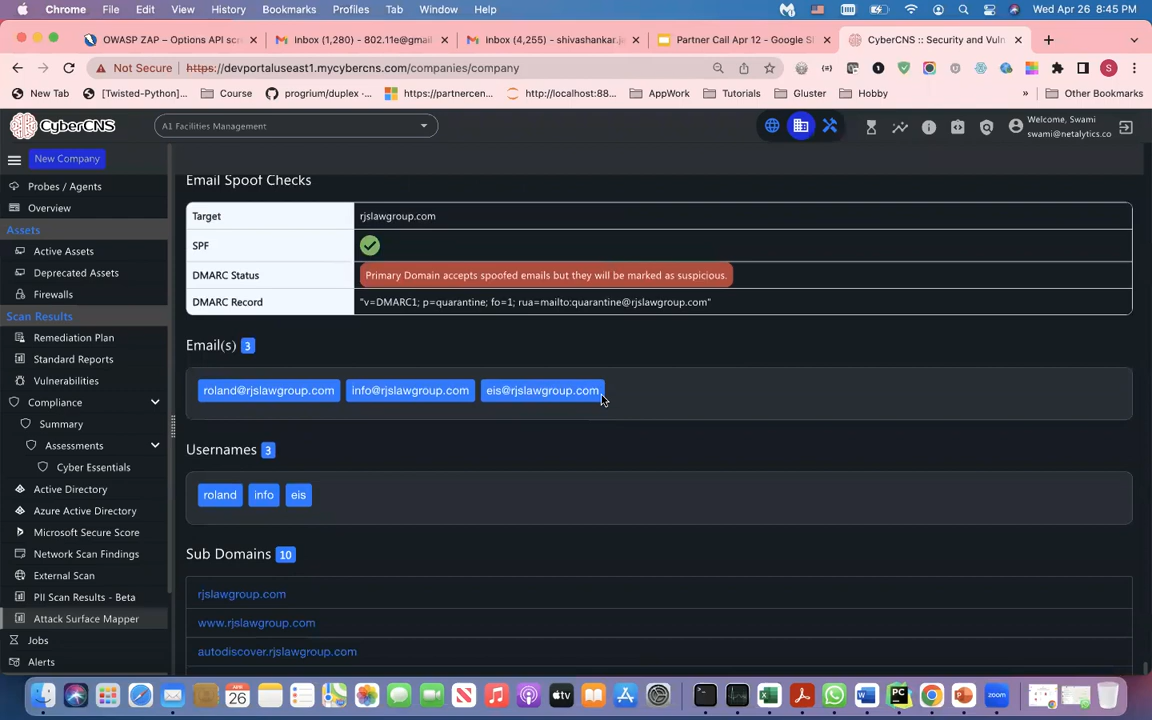 Chrome File Edit View History Bookmarks Profiles Tab Window Help Wed Apr 26 8:45 PM
OWASP ZAP – Options API scr Inbox (1,280) - 802.11e@gmail Inbox (4,255) - shivashankar.je Partner Call Apr 12 - Google Sl CyberCNS :: Security and Vuln
Not Secure https://devportaluseast1.mycybercns.com/companies/company
New Tab [Twisted-Python]... Course progrium/duplex -... https://partnercen... http://localhost:88... AppWork Tutorials Gluster Hobby » Other Bookmarks
CyberCNS A1 Facilities Management Welcome, Swami
swami@netalytics.co
New Company
Probes / Agents
Overview
Assets
Active Assets
Deprecated Assets
Firewalls
Scan Results
Remediation Plan
Standard Reports
Vulnerabilities
Compliance
Summary
Assessments
Cyber Essentials
Active Directory
Azure Active Directory
Microsoft Secure Score
Network Scan Findings
External Scan
PII Scan Results - Beta
Attack Surface Mapper
Jobs
Alerts
Email Spoof Checks
Target rjslawgroup.com
SPF
DMARC Status Primary Domain accepts spoofed emails but they will be marked as suspicious.
DMARC Record "v=DMARC1; p=quarantine; fo=1; rua=mailto:quarantine@rjslawgroup.com"
Email(s) 3
roland@rjslawgroup.com info@rjslawgroup.com eis@rjslawgroup.com
Usernames 3
roland info eis
Sub Domains 10
rjslawgroup.com
www.rjslawgroup.com
autodiscover.rjslawgroup.com